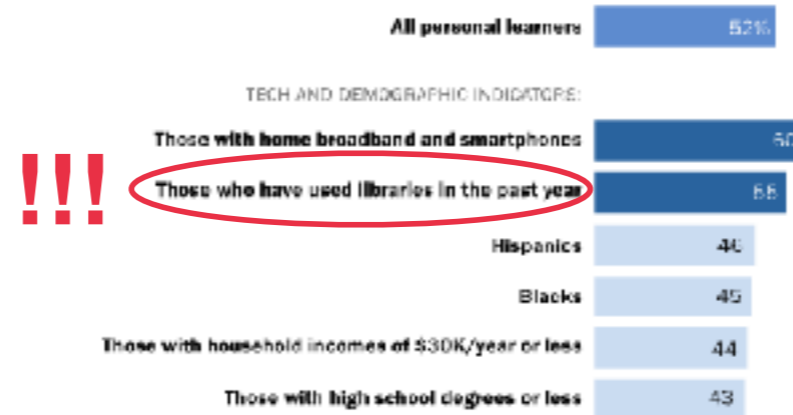 All personal learners 52%
TECH AND DEMOGRAPHIC INDICATORS:
Those with home broadband and smartphones 60
!!! Those who have used libraries in the past year 55
Hispanics 46
Blacks 45
Those with household incomes of $30K/year or less 44
Those with high school degrees or less 43